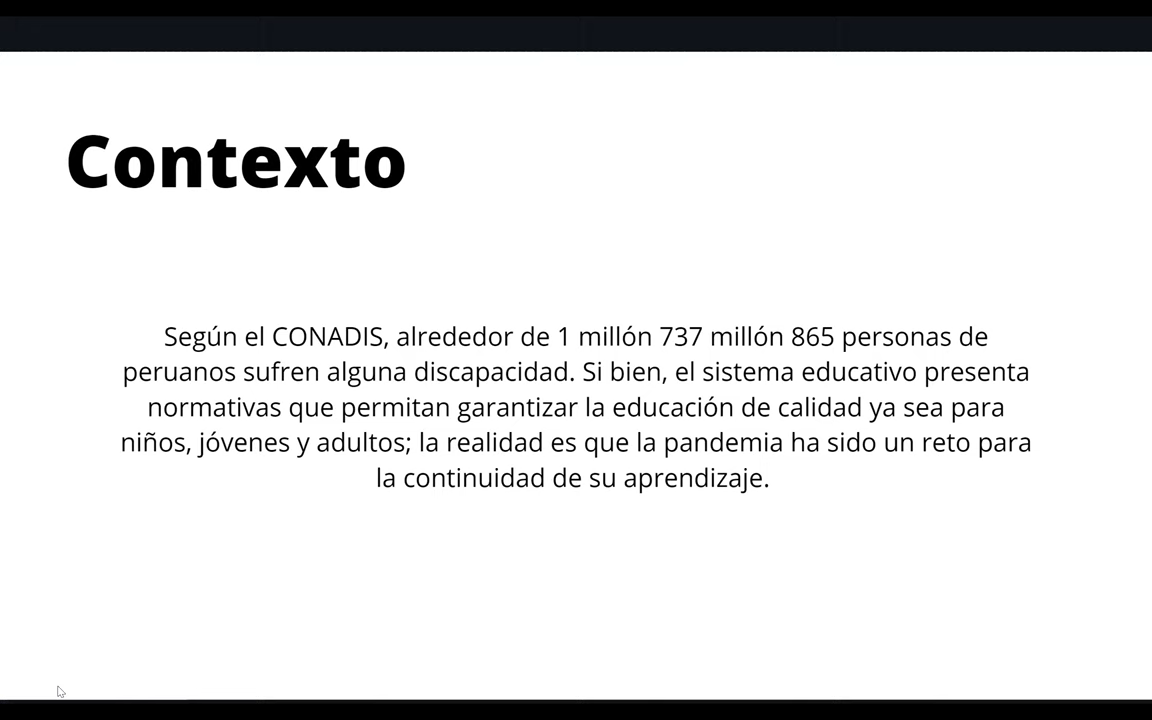 Contexto
Según el CONADIS, alrededor de 1 millón 737 millón 865 personas de
peruanos sufren alguna discapacidad. Si bien, el sistema educativo presenta
normativas que permitan garantizar la educación de calidad ya sea para
niños, jóvenes y adultos; la realidad es que la pandemia ha sido un reto para
la continuidad de su aprendizaje.